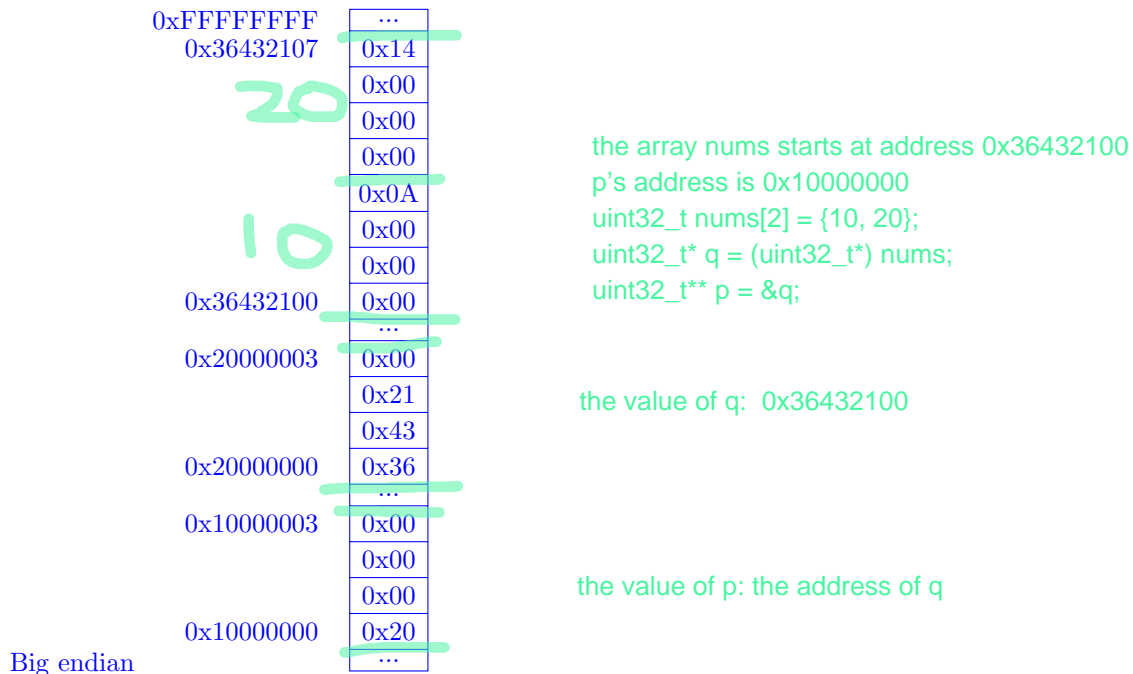 0xFFFFFFFF ...
0x36432107 0x14
0x00
20
0x00
0x00
the array nums starts at address 0x36432100
p's address is 0x10000000
0x0A
uint32_t nums[2] = {10, 20};
0x00
10
uint32_t* q = (uint32_t*) nums;
0x00
uint32_t** p = &q;
0x36432100 0x00
...
0x20000003 0x00
0x21
the value of q: 0x36432100
0x43
0x20000000 0x36
...
0x10000003 0x00
0x00
the value of p: the address of q
0x00
0x10000000 0x20
...
Big endian